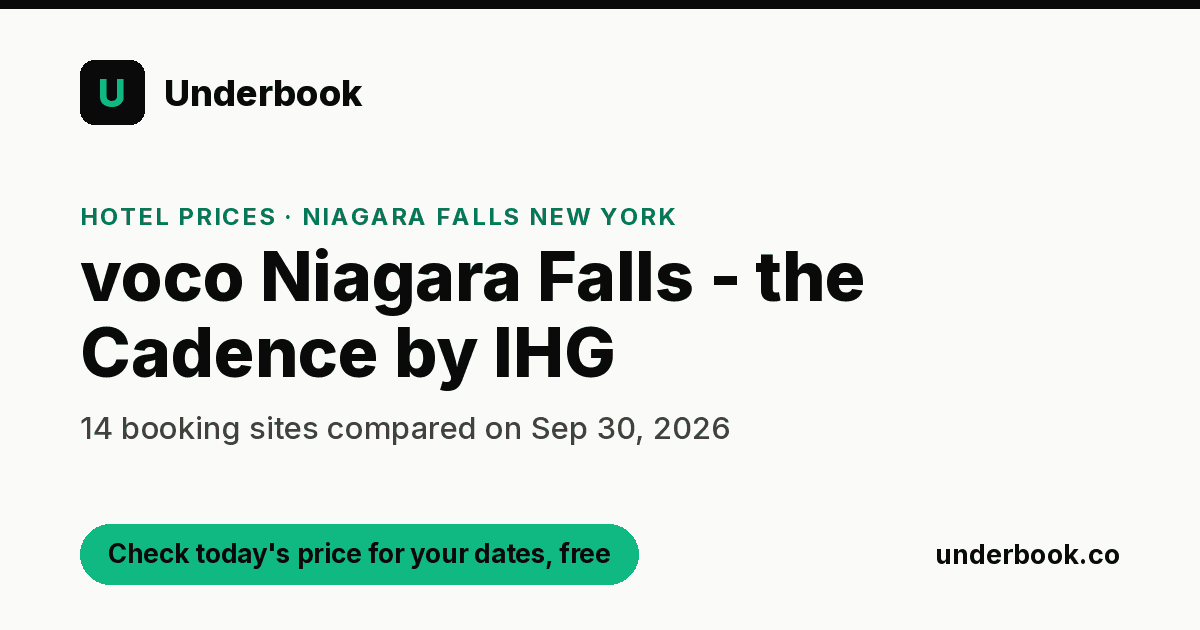 U
Underbook
HOTEL PRICES · NIAGARA FALLS NEW YORK
voco Niagara Falls - the
Cadence by IHG
14 booking sites compared on Sep 30, 2026
Check today's price for your dates, free
underbook.co